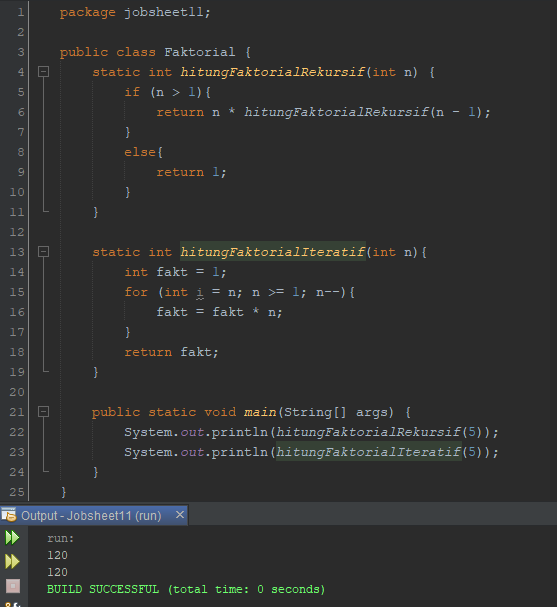 1 package jobsheet11;
2
3 public class Faktorial {
4     static int hitungFaktorialRekursif(int n) {
5         if (n > 1){
6             return n * hitungFaktorialRekursif(n - 1);
7         }
8         else{
9             return 1;
10         }
11     }
12
13     static int hitungFaktorialIteratif(int n){
14         int fakt = 1;
15         for (int i = n; n >= 1; n--){
16             fakt = fakt * n;
17         }
18         return fakt;
19     }
20
21     public static void main(String[] args) {
22         System.out.println(hitungFaktorialRekursif(5));
23         System.out.println(hitungFaktorialIteratif(5));
24     }
25 }
Output - Jobsheet11 (run) ×
run:
120
120
BUILD SUCCESSFUL (total time: 0 seconds)